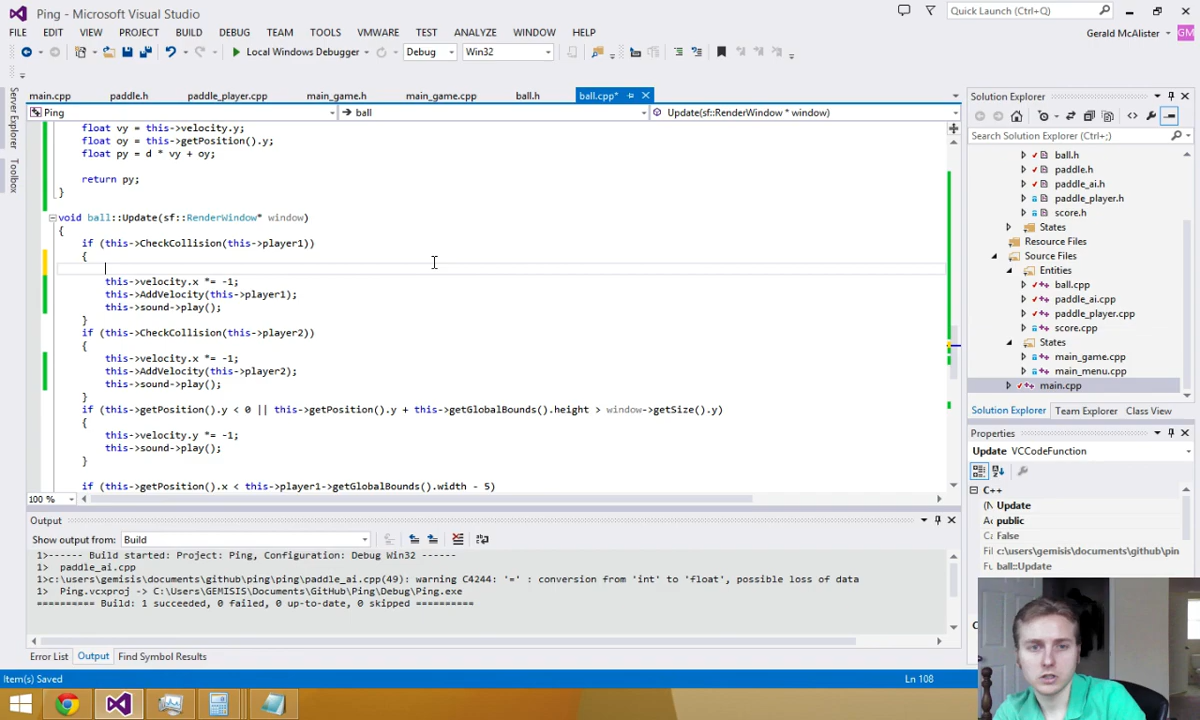 Ping - Microsoft Visual Studio
Quick Launch (Ctrl+Q)
FILE EDIT VIEW PROJECT BUILD DEBUG TEAM TOOLS VMWARE TEST ANALYZE WINDOW HELP
Gerald McAlister
GM
Local Windows Debugger
Debug
Win32
Server Explorer
Toolbox
main.cpp paddle.h paddle_player.cpp main_game.h main_game.cpp ball.h ball.cpp*
Ping
ball
Update(sf::RenderWindow * window)
float vy = this->velocity.y;
float oy = this->getPosition().y;
float py = d * vy + oy;
return py;
}
void ball::Update(sf::RenderWindow* window)
{
if (this->CheckCollision(this->player1))
{
this->velocity.x *= -1;
this->AddVelocity(this->player1);
this->sound->play();
}
if (this->CheckCollision(this->player2))
{
this->velocity.x *= -1;
this->AddVelocity(this->player2);
this->sound->play();
}
if (this->getPosition().y < 0 || this->getPosition().y + this->getGlobalBounds().height > window->getSize().y)
{
this->velocity.y *= -1;
this->sound->play();
}
if (this->getPosition().x < this->player1->getGlobalBounds().width - 5)
100 %
Solution Explorer
Search Solution Explorer (Ctrl+;)
ball.h
paddle.h
paddle_ai.h
paddle_player.h
score.h
States
Resource Files
Source Files
Entities
ball.cpp
paddle_ai.cpp
paddle_player.cpp
score.cpp
States
main_game.cpp
main_menu.cpp
main.cpp
Solution Explorer Team Explorer Class View
Properties
Update VCCodeFunction
C++
(N Update
Ac public
Ca False
Fil c:\users\gemisis\documents\github\pin
Fu ball::Update
Output
Show output from: Build
1>------ Build started: Project: Ping, Configuration: Debug Win32 ------
1> paddle_ai.cpp
1>c:\users\gemisis\documents\github\ping\ping\paddle_ai.cpp(49): warning C4244: '=' : conversion from 'int' to 'float', possible loss of data
1> Ping.vcxproj -> C:\Users\GEMISIS\Documents\GitHub\Ping\Debug\Ping.exe
========== Build: 1 succeeded, 0 failed, 0 up-to-date, 0 skipped ==========
Error List Output Find Symbol Results
Item(s) Saved
Ln 108